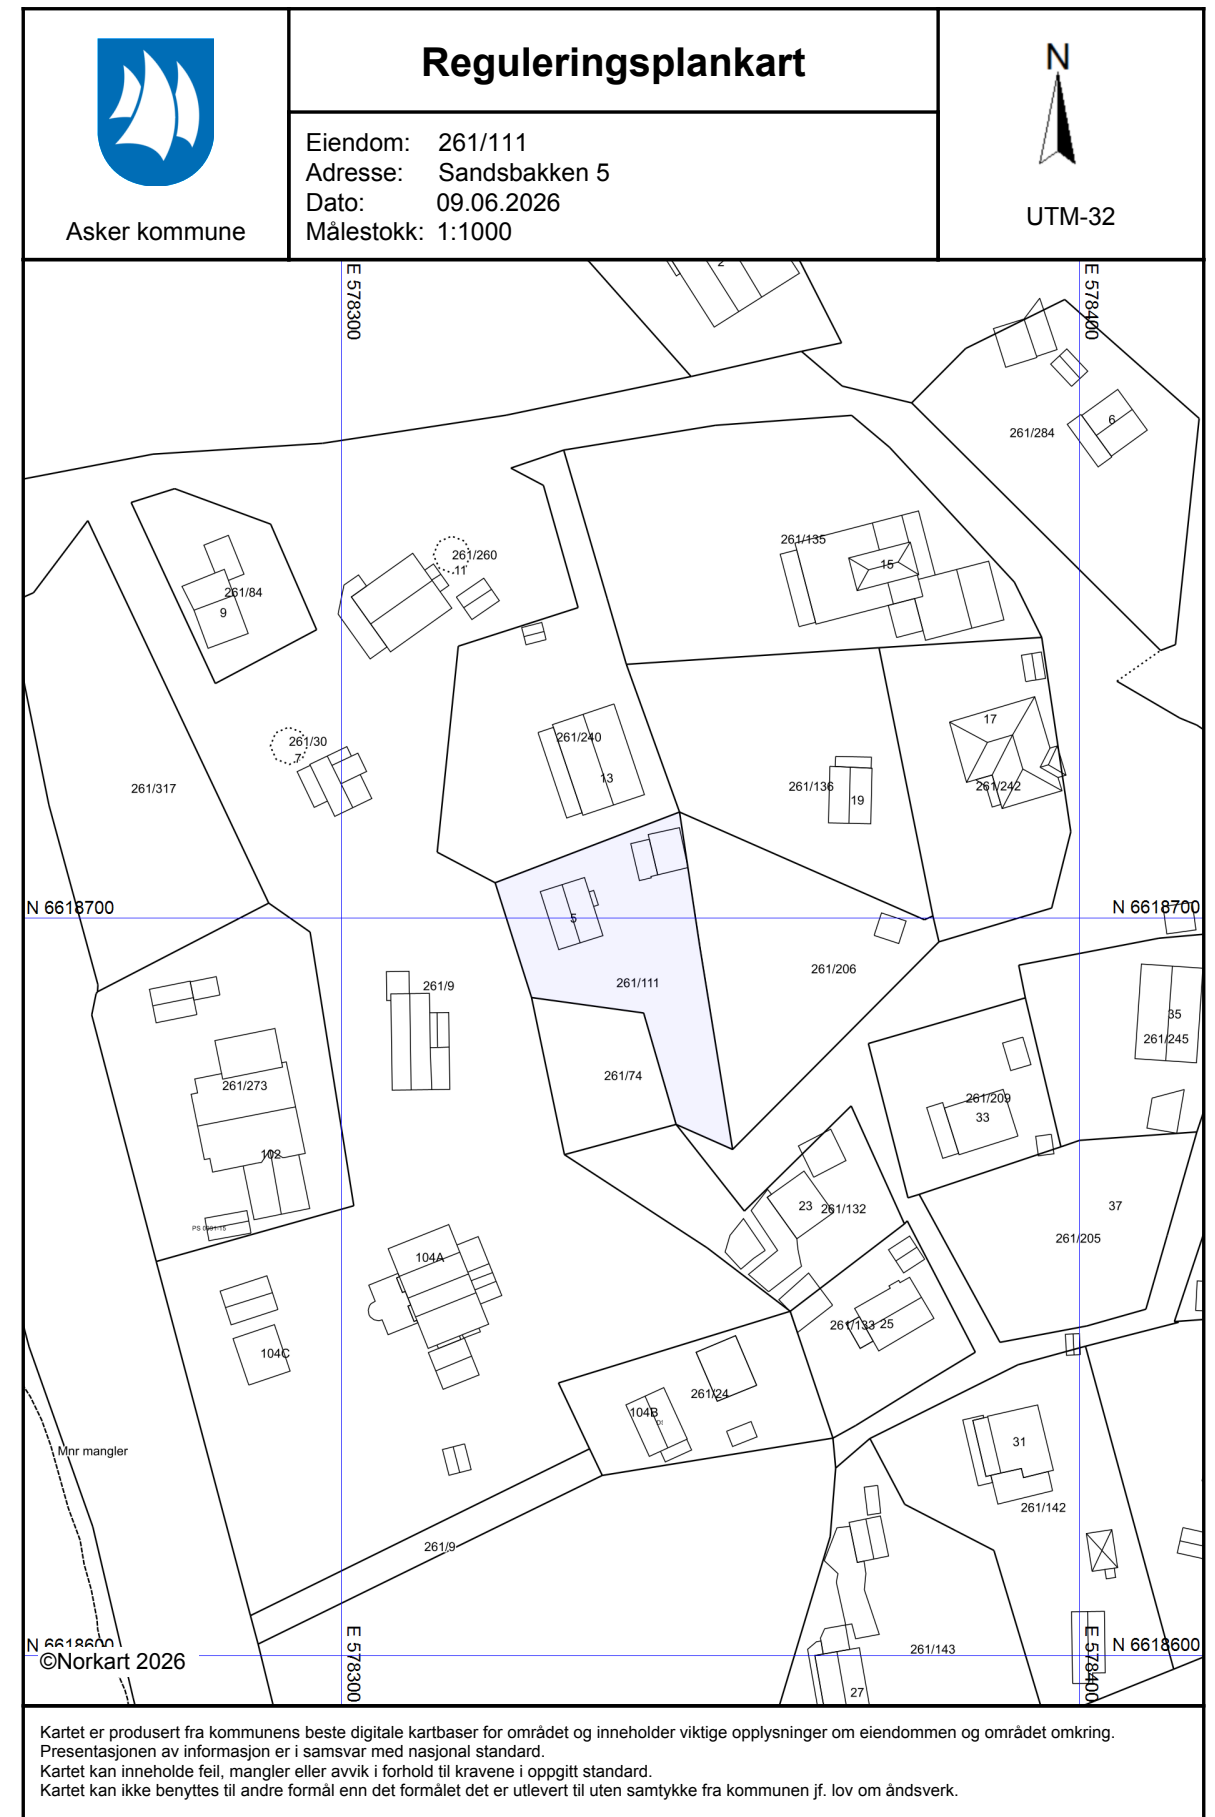 Reguleringsplankart
N
Eiendom: 261/111
Adresse: Sandsbakken 5
Dato: 09.06.2026
Målestokk: 1:1000
Asker kommune
UTM-32
E 578300
E 578400
2
6
261/284
261/135
15
261/260
11
261/84
9
17
261/240
13
261/30
7
261/317
261/136
19
261/242
N 6618700
N 6618700
5
261/206
261/111
261/9
35
261/245
261/74
261/273
261/209
33
102
23
261/132
37
261/205
104A
261/133
25
104C
261/24
104B
Mnr mangler
31
261/142
261/9
E 578300
E 578400
N 6618600
N 6618600
261/143
©Norkart 2026
27
Kartet er produsert fra kommunens beste digitale kartbaser for området og inneholder viktige opplysninger om eiendommen og området omkring.
Presentasjonen av informasjon er i samsvar med nasjonal standard.
Kartet kan inneholde feil, mangler eller avvik i forhold til kravene i oppgitt standard.
Kartet kan ikke benyttes til andre formål enn det formålet det er utlevert til uten samtykke fra kommunen jf. lov om åndsverk.